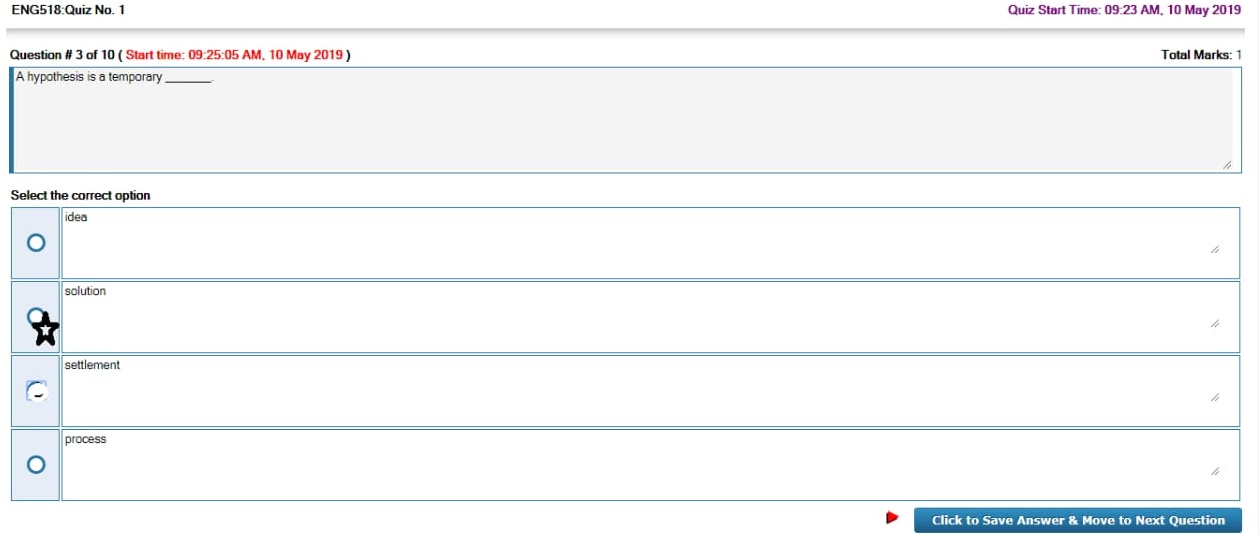 ENG518:Quiz No. 1
Quiz Start Time: 09:23 AM, 10 May 2019
Question # 3 of 10 ( Start time: 09:25:05 AM, 10 May 2019 )
Total Marks: 1
A hypothesis is a temporary _______.
Select the correct option
idea
solution
settlement
process
Click to Save Answer & Move to Next Question